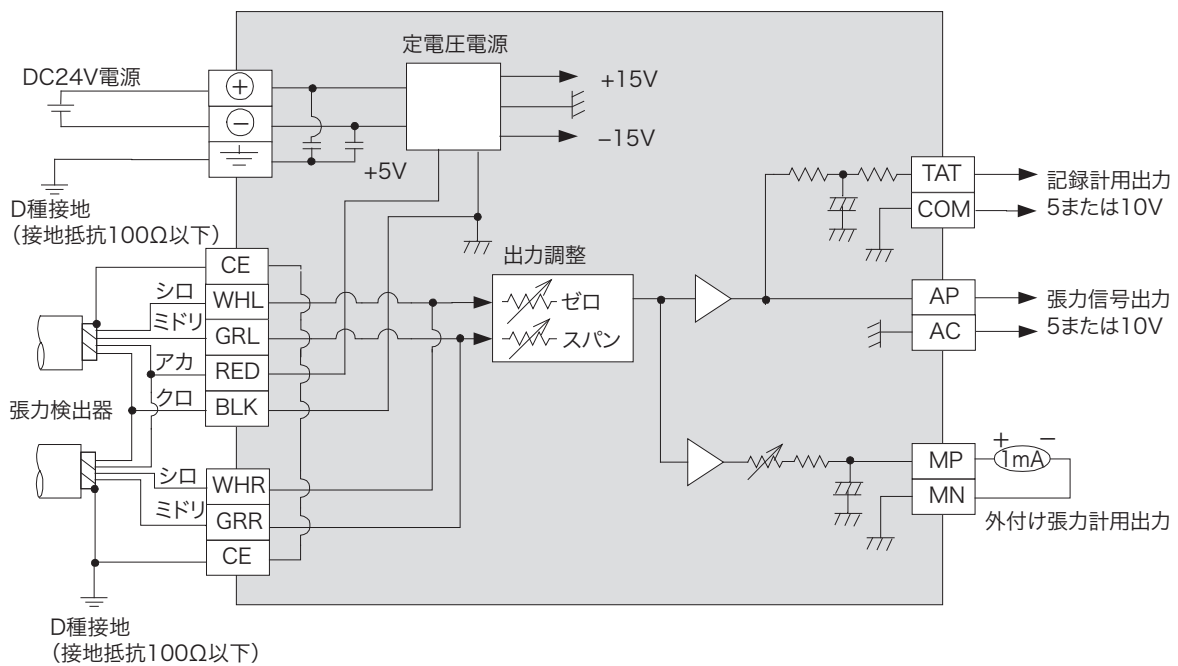 定電圧電源
DC24V電源
+15V
–15V
+5V
D種接地
（接地抵抗100Ω以下）
TAT
COM
記録計用出力
5または10V
CE
WHL
GRL
RED
BLK
シロ
ミドリ
アカ
クロ
張力検出器
出力調整
ゼロ
スパン
AP
AC
張力信号出力
5または10V
シロ
ミドリ
WHR
GRR
CE
MP
MN
+
−
1mA
外付け張力計用出力
D種接地
（接地抵抗100Ω以下）